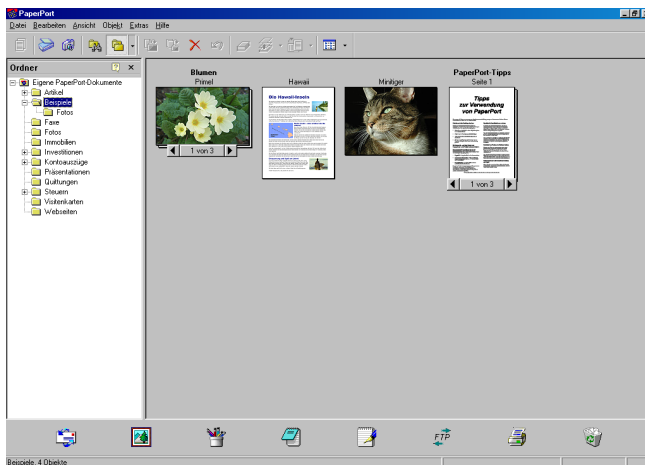 PaperPort
Datei Bearbeiten Ansicht Objekt Extras Hilfe
Ordner
Eigene PaperPort-Dokumente
Artikel
Beispiele
Fotos
Faxe
Fotos
Immobilien
Investitionen
Kontoauszüge
Präsentationen
Quittungen
Steuern
Visitenkarten
Webseiten
Blumen
Primel
1 von 3
Hawaii
Die Hawaii-Inseln
Minitiger
PaperPort-Tipps
Seite 1
Tipps
zur Verwendung
von PaperPort
1 von 3
FTP
Beispiele, 4 Objekte